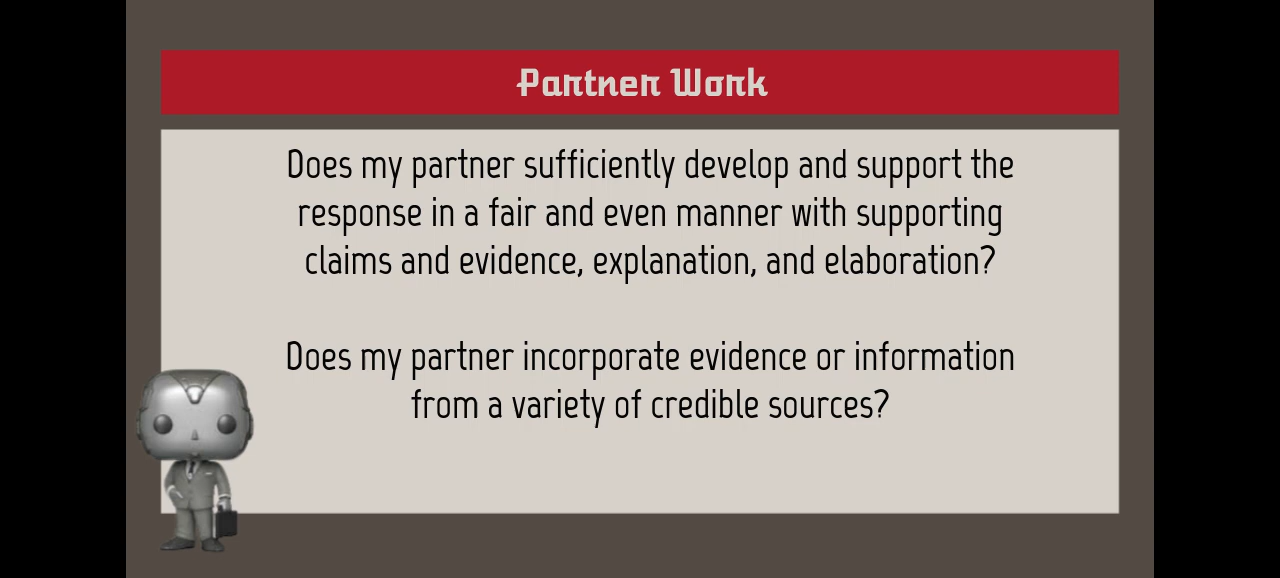 Partner Work
Does my partner sufficiently develop and support the
response in a fair and even manner with supporting
claims and evidence, explanation, and elaboration?
Does my partner incorporate evidence or information
from a variety of credible sources?